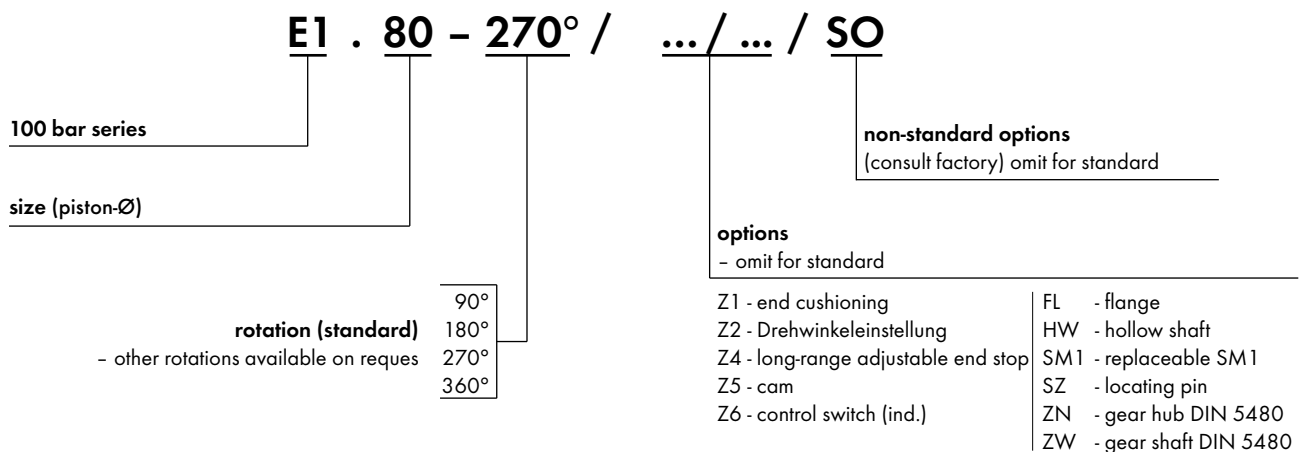 E1 . 80 – 270° / ... / ... / SO
100 bar series
size (piston-Ø)
rotation (standard)
– other rotations available on reques
90°
180°
270°
360°
non-standard options
(consult factory) omit for standard
options
– omit for standard
Z1 - end cushioning
Z2 - Drehwinkeleinstellung
Z4 - long-range adjustable end stop
Z5 - cam
Z6 - control switch (ind.)
FL - flange
HW - hollow shaft
SM1 - replaceable SM1
SZ - locating pin
ZN - gear hub DIN 5480
ZW - gear shaft DIN 5480